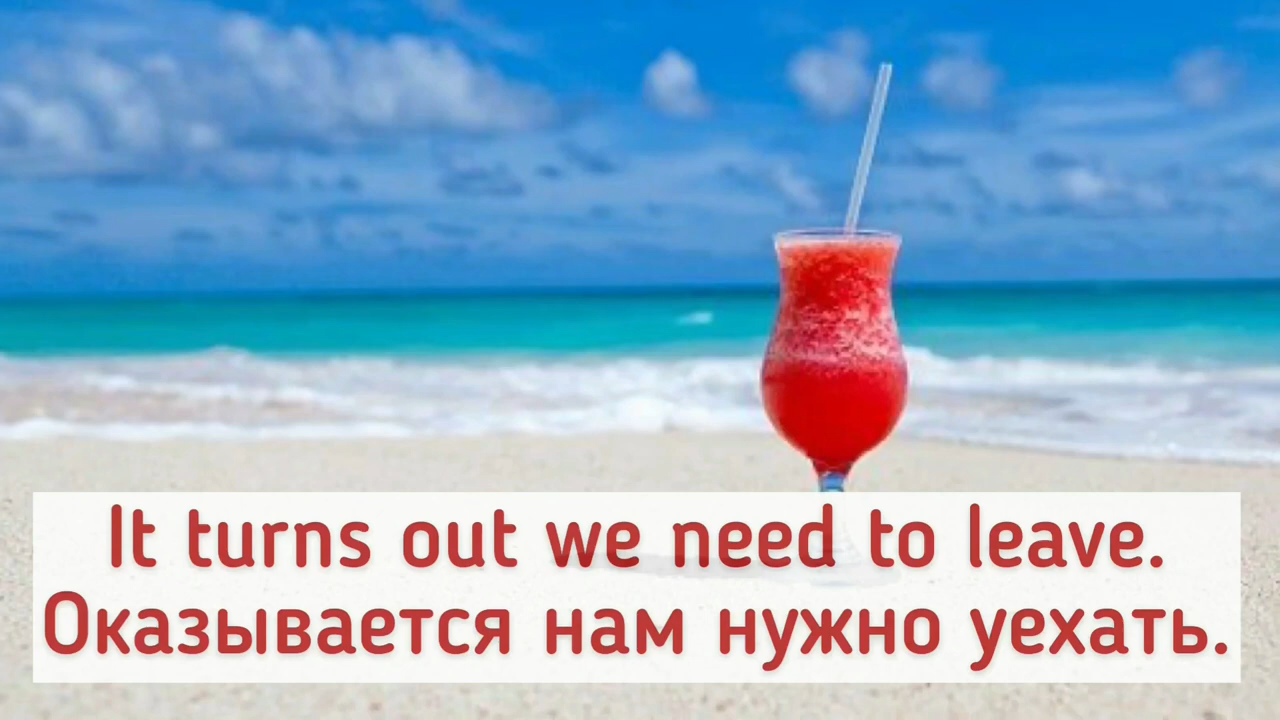 It turns out we need to leave.
Оказывается нам нужно уехать.